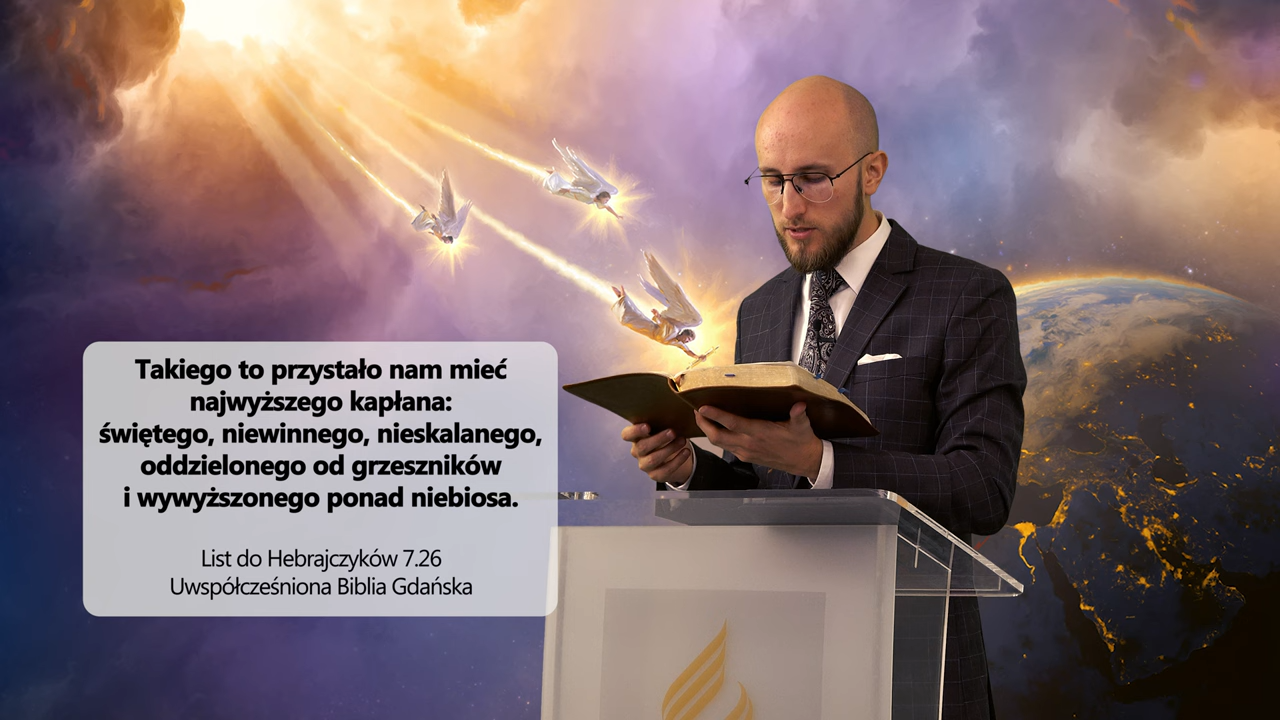 Takiego to przystało nam mieć
najwyższego kapłana:
świętego, niewinnego, nieskalanego,
oddzielonego od grzeszników
i wywyższonego ponad niebiosa.
List do Hebrajczyków 7.26
Uwspółcześniona Biblia Gdańska